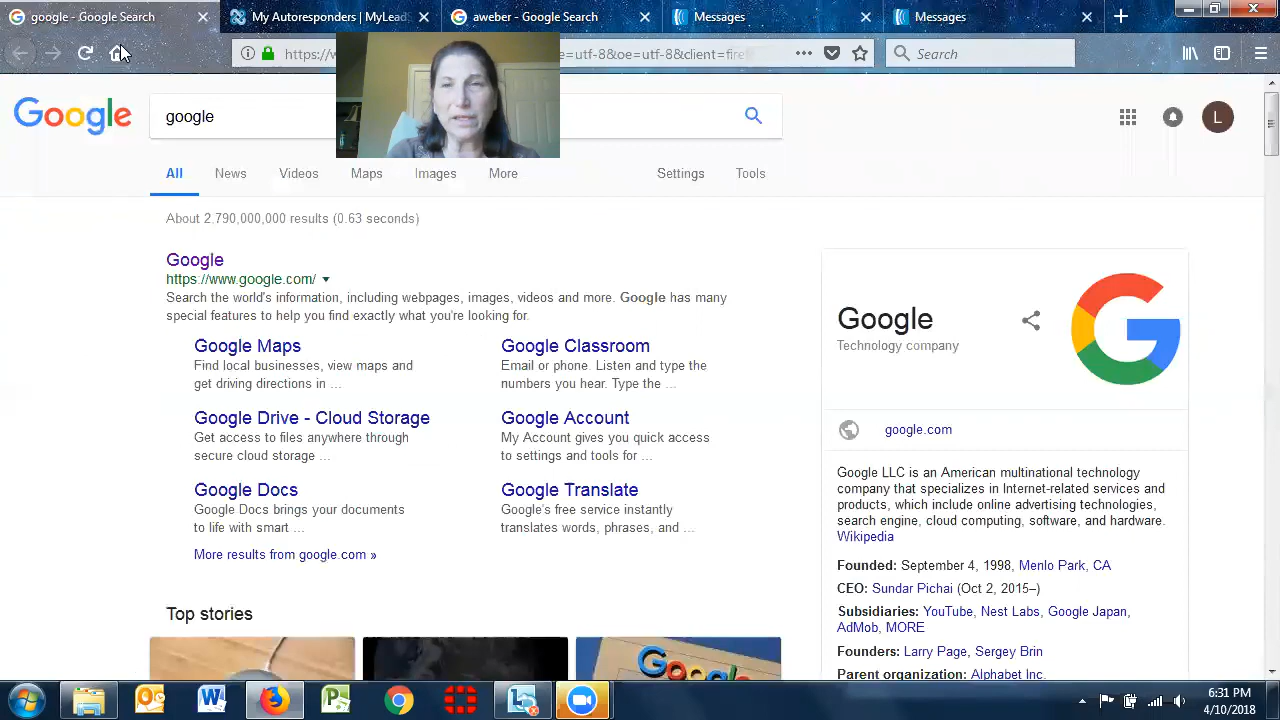 google - Google Search
My Autoresponders | MyLeadS
aweber - Google Search
Messages
Messages
https://w
e=utf-8&oe=utf-8&client=firef
Search
Google
google
L
All
News
Videos
Maps
Images
More
Settings
Tools
About 2,790,000,000 results (0.63 seconds)
Google
https://www.google.com/
Search the world's information, including webpages, images, videos and more. Google has many
special features to help you find exactly what you're looking for.
Google Maps
Find local businesses, view maps and
get driving directions in ...
Google Classroom
Email or phone. Listen and type the
numbers you hear. Type the ...
Google Drive - Cloud Storage
Get access to files anywhere through
secure cloud storage ...
Google Account
My Account gives you quick access
to settings and tools for ...
Google Docs
Google Docs brings your documents
to life with smart ...
Google Translate
Google's free service instantly
translates words, phrases, and ...
More results from google.com »
Top stories
Google
Google
Technology company
G
google.com
Google LLC is an American multinational technology
company that specializes in Internet-related services and
products, which include online advertising technologies,
search engine, cloud computing, software, and hardware.
Wikipedia
Founded: September 4, 1998, Menlo Park, CA
CEO: Sundar Pichai (Oct 2, 2015–)
Subsidiaries: YouTube, Nest Labs, Google Japan,
AdMob, MORE
Founders: Larry Page, Sergey Brin
Parent organization: Alphabet Inc.
6:31 PM
4/10/2018